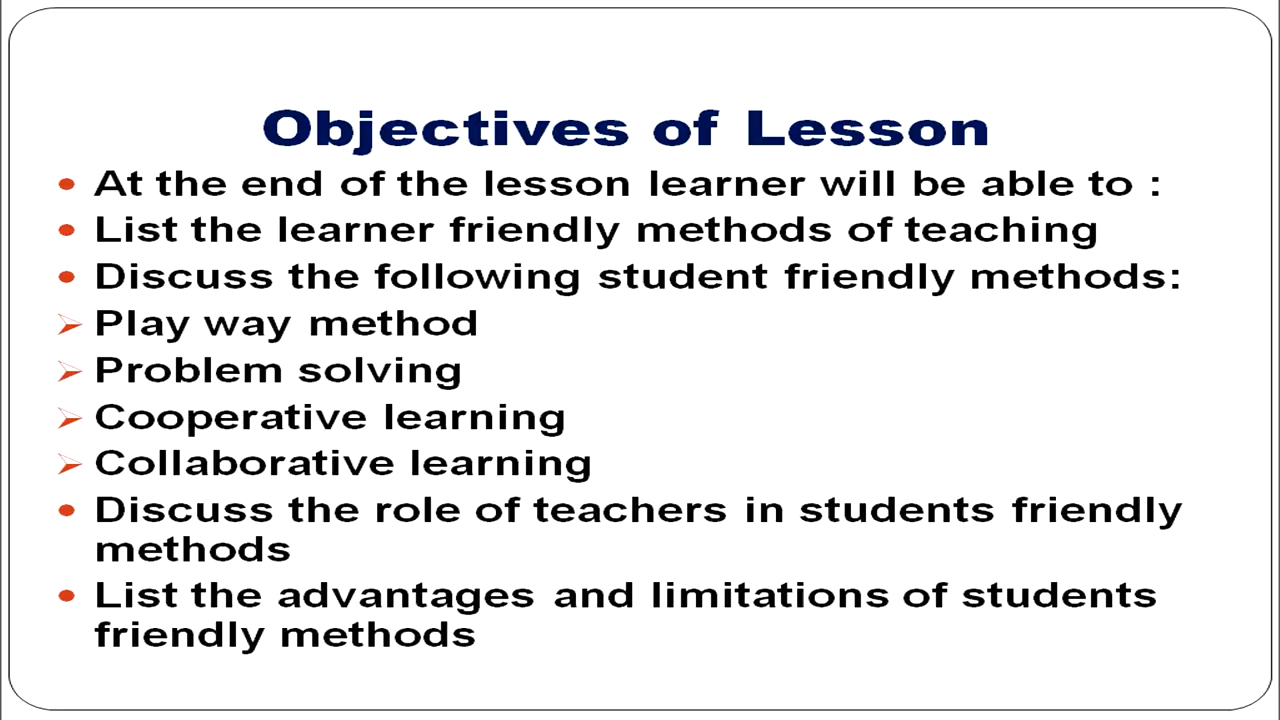 Objectives of Lesson
At the end of the lesson learner will be able to :
List the learner friendly methods of teaching
Discuss the following student friendly methods:
Play way method
Problem solving
Cooperative learning
Collaborative learning
Discuss the role of teachers in students friendly
methods
List the advantages and limitations of students
friendly methods